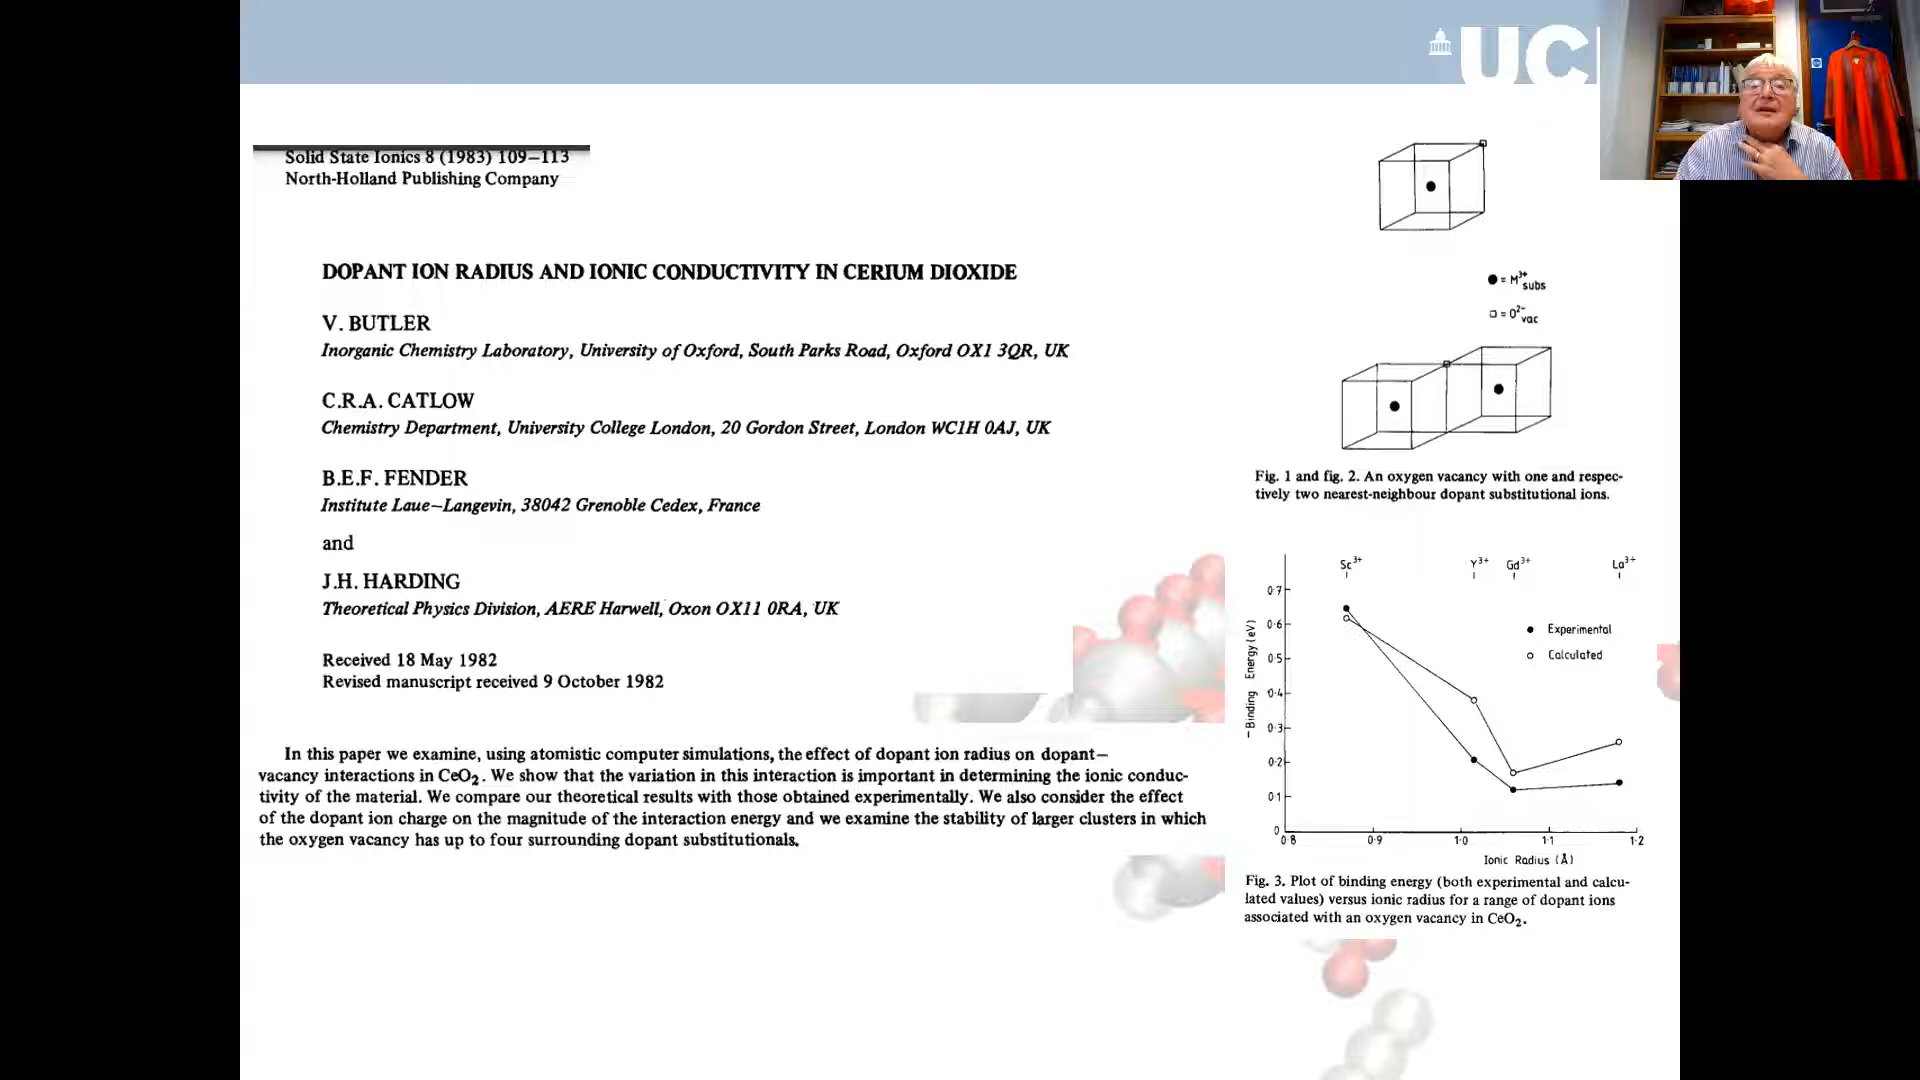 UC
Solid State Ionics 8 (1983) 109–113
North-Holland Publishing Company
DOPANT ION RADIUS AND IONIC CONDUCTIVITY IN CERIUM DIOXIDE
V. BUTLER
Inorganic Chemistry Laboratory, University of Oxford, South Parks Road, Oxford OX1 3QR, UK
C.R.A. CATLOW
Chemistry Department, University College London, 20 Gordon Street, London WC1H 0AJ, UK
B.E.F. FENDER
Institute Laue–Langevin, 38042 Grenoble Cedex, France
and
J.H. HARDING
Theoretical Physics Division, AERE Harwell, Oxon OX11 0RA, UK
Received 18 May 1982
Revised manuscript received 9 October 1982
In this paper we examine, using atomistic computer simulations, the effect of dopant ion radius on dopant–
vacancy interactions in CeO₂. We show that the variation in this interaction is important in determining the ionic conduc-
tivity of the material. We compare our theoretical results with those obtained experimentally. We also consider the effect
of the dopant ion charge on the magnitude of the interaction energy and we examine the stability of larger clusters in which
the oxygen vacancy has up to four surrounding dopant substitutionals.
● = M³⁺ subs
□ = O²⁻ vac
Fig. 1 and fig. 2. An oxygen vacancy with one and respec-
tively two nearest-neighbour dopant substitutional ions.
Sc³⁺ Y³⁺ Gd³⁺ La³⁺
0·7
0·6
0·5
0·4
0·3
0·2
0·1
0
− Binding Energy (eV)
● Experimental
○ Calculated
0·8 0·9 1·0 1·1 1·2
Ionic Radius (Å)
Fig. 3. Plot of binding energy (both experimental and calcu-
lated values) versus ionic radius for a range of dopant ions
associated with an oxygen vacancy in CeO₂.